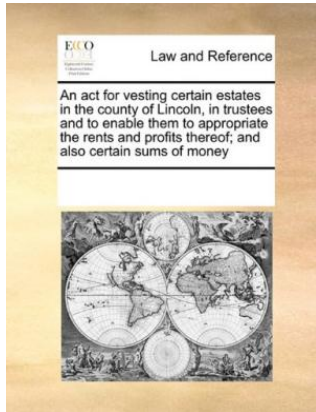 ECCO
Law and Reference
An act for vesting certain estates
in the county of Lincoln, in trustees
and to enable them to appropriate
the rents and profits thereof; and
also certain sums of money